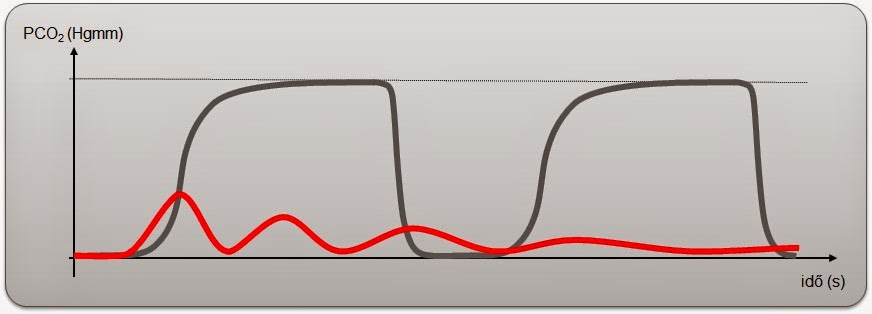 PCO₂ (Hgmm)
idő (s)